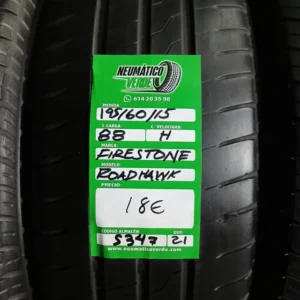 NEUMÁTICO
VERDE
614 20 35 98
MEDIDA:
195/60/15
I. CARGA: C. VELOCIDAD:
88 H
MARCA:
FIRESTONE
MODELO:
ROADHAWK
PRECIO:
18€
CÓDIGO ALMACÉN DOT:
5347 21
www.neumaticoverde.com